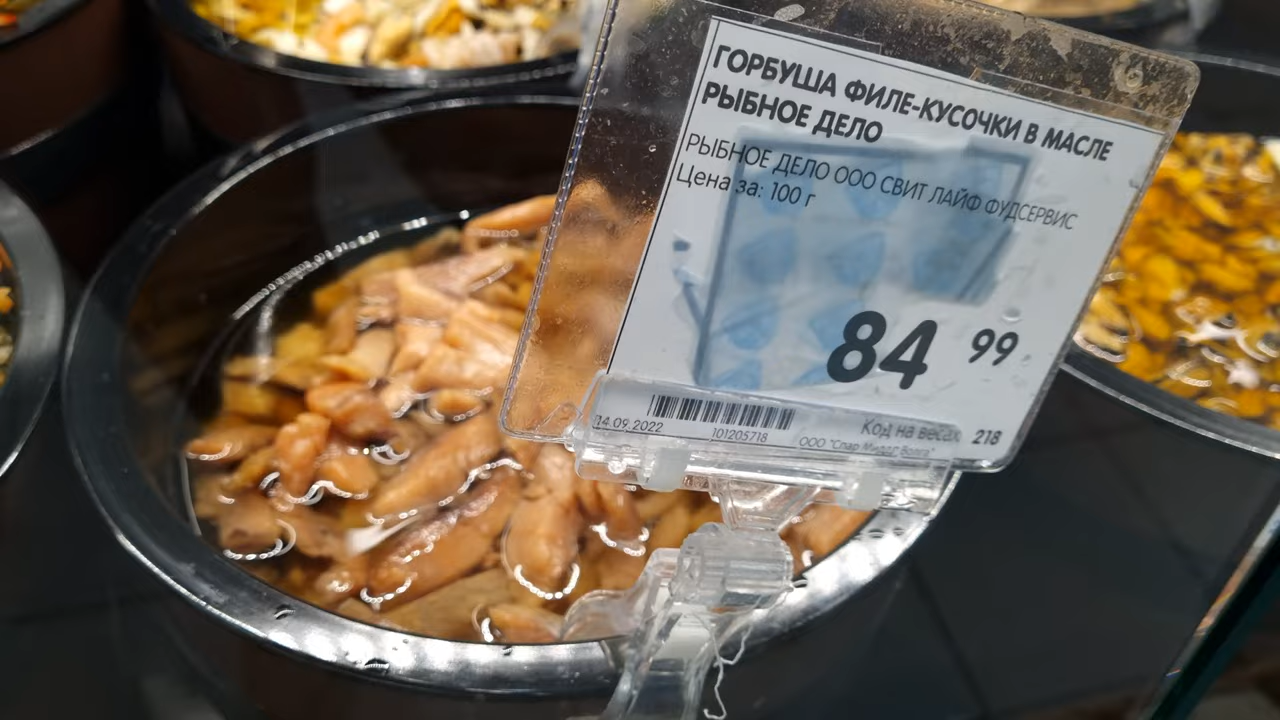 ГОРБУША ФИЛЕ-КУСОЧКИ В МАСЛЕ
РЫБНОЕ ДЕЛО
РЫБНОЕ ДЕЛО ООО СВИТ ЛАЙФ ФУДСЕРВИС
Цена за: 100 г
84 99
14.09.2022 101205718 Код на весах 218
ООО "Спар Миддл Волга"